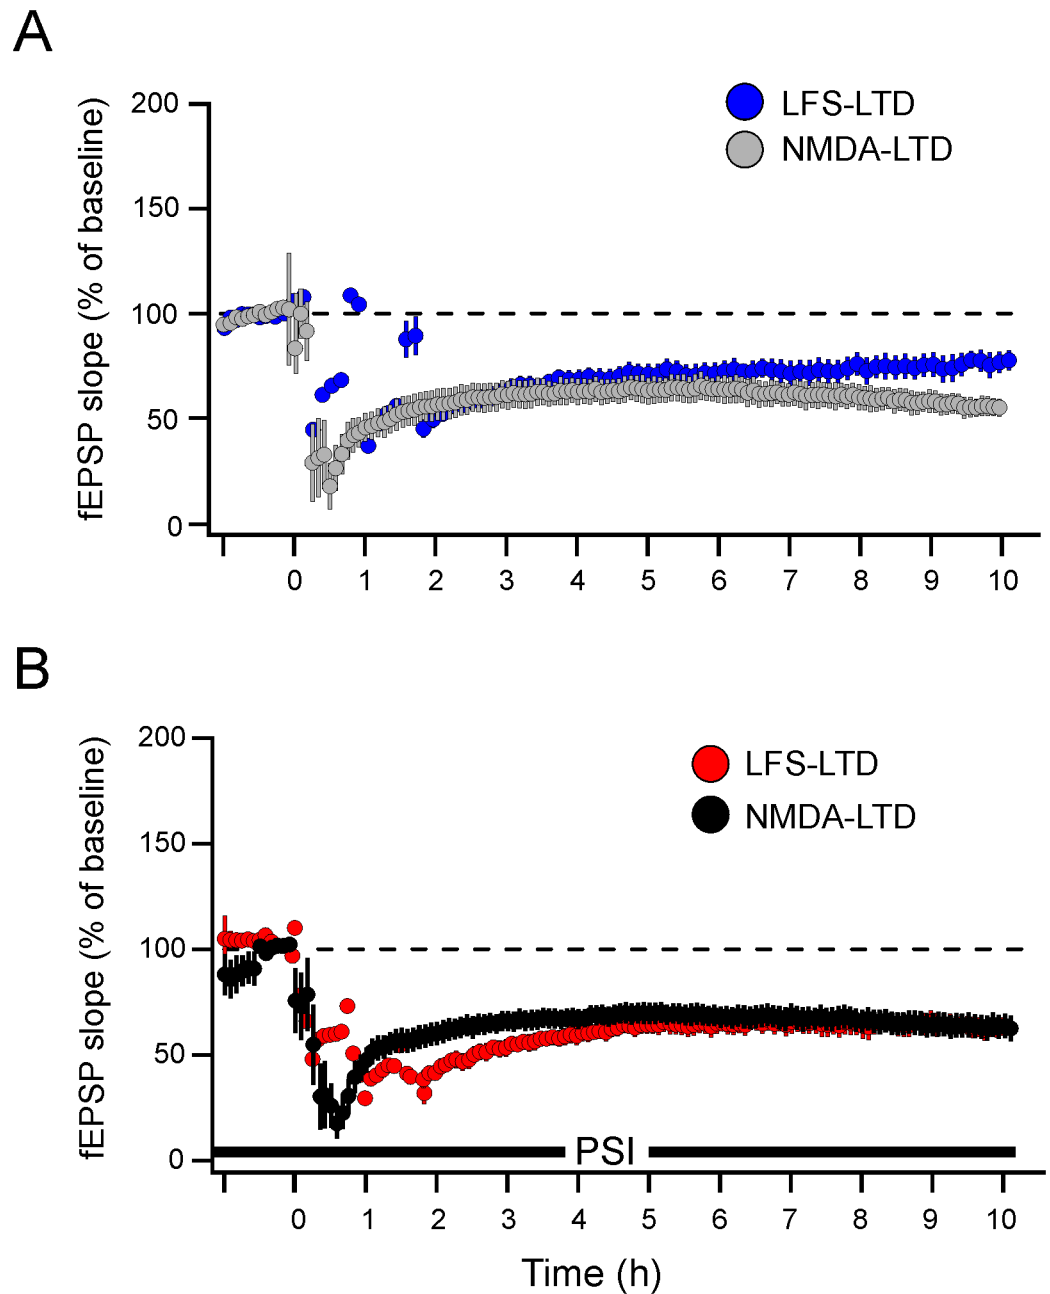 A
fEPSP slope (% of baseline)
200
150
100
50
0
LFS-LTD
NMDA-LTD
0 1 2 3 4 5 6 7 8 9 10
B
fEPSP slope (% of baseline)
200
150
100
50
0
LFS-LTD
NMDA-LTD
PSI
0 1 2 3 4 5 6 7 8 9 10
Time (h)